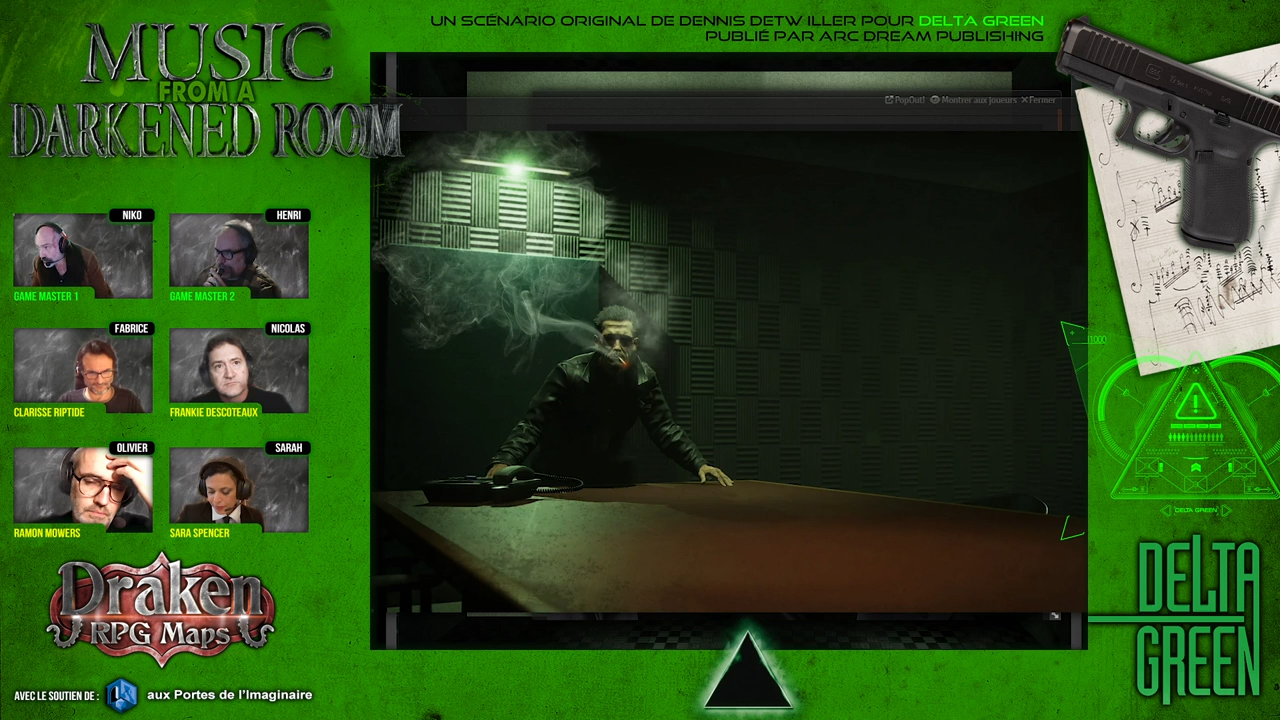 MUSIC
FROM A
DARKENED ROOM
UN SCÉNARIO ORIGINAL DE DENNIS DETW ILLER POUR DELTA GREEN
PUBLIÉ PAR ARC DREAM PUBLISHING
PopOut! Montrer aux joueurs Fermer
NIKO
GAME MASTER 1
HENRI
GAME MASTER 2
FABRICE
CLARISSE RIPTIDE
NICOLAS
FRANKIE DESCOTEAUX
OLIVIER
RAMON MOWERS
SARAH
SARA SPENCER
Draken
RPG Maps
AVEC LE SOUTIEN DE :
aux Portes de l'Imaginaire
/1000
DELTA GREEN
DELTA
GREEN